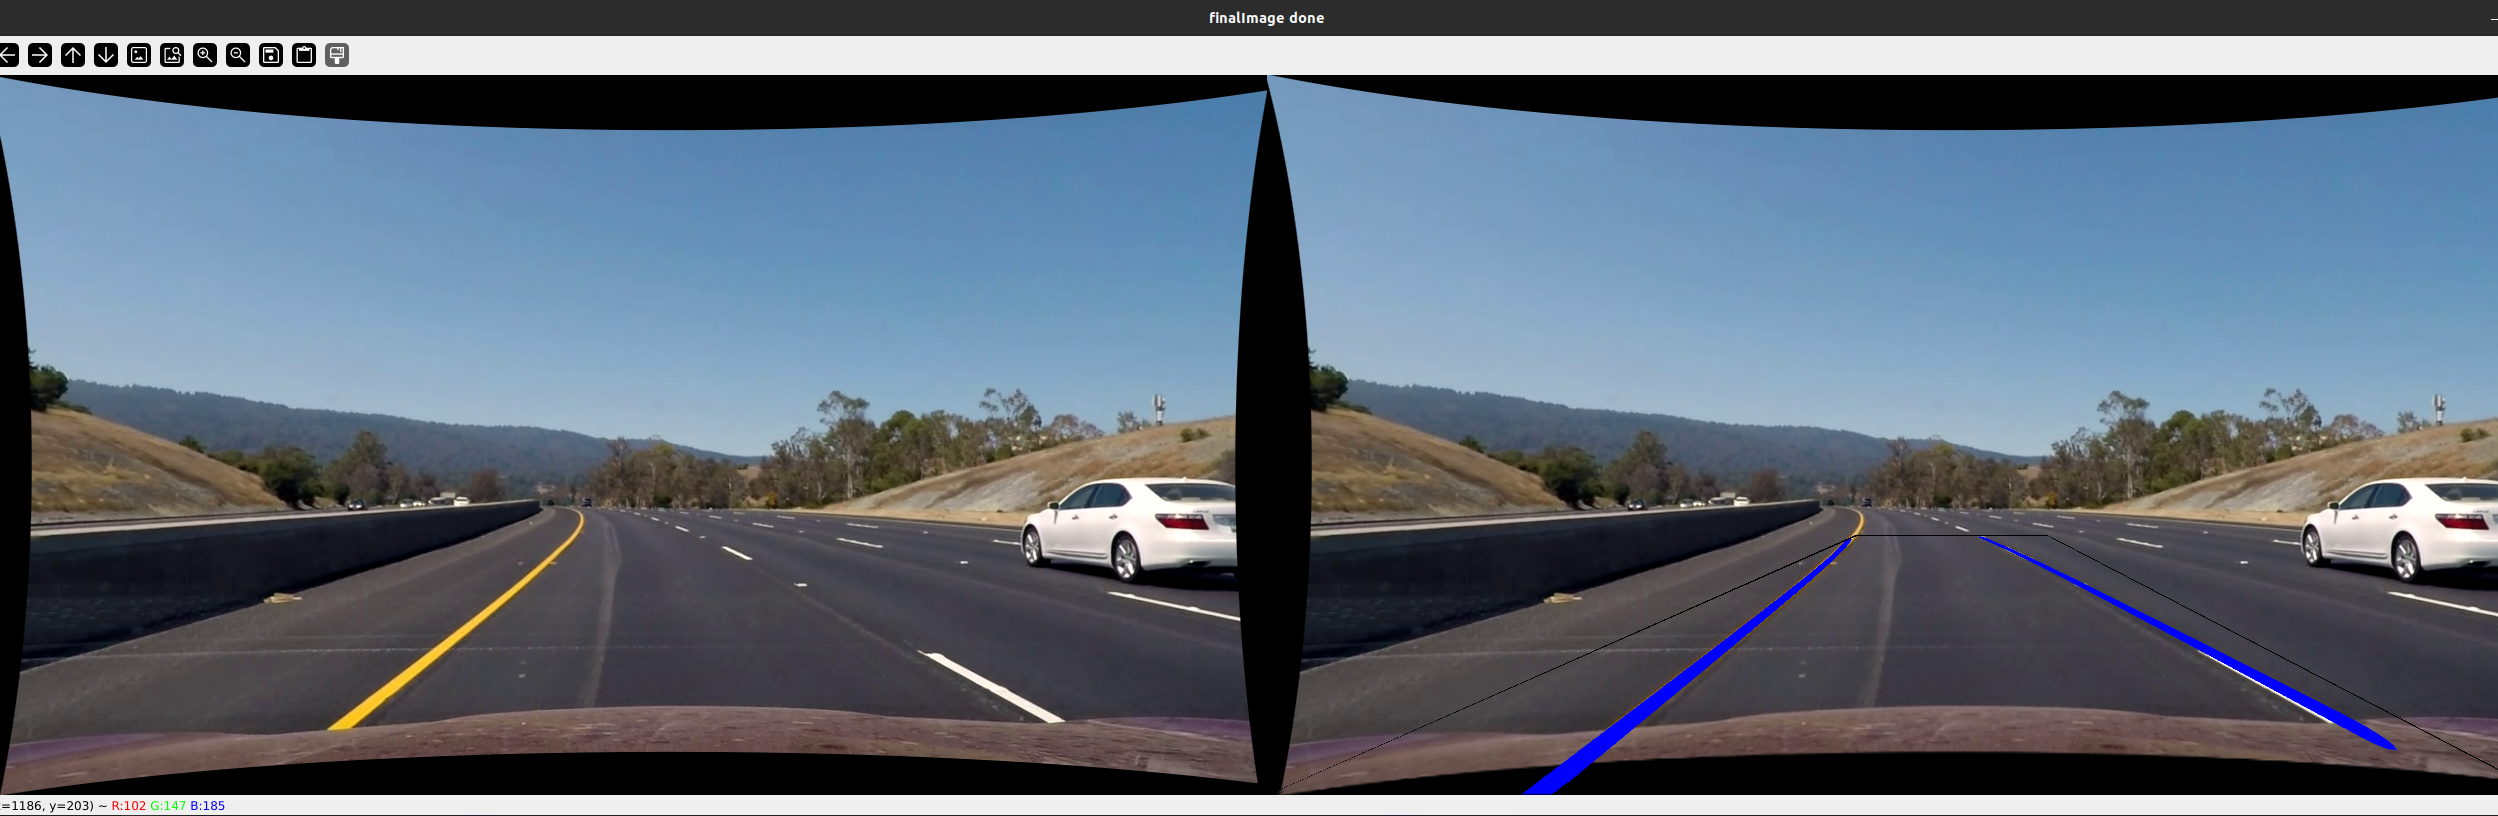 finalImage done
=1186, y=203) ~ R:102 G:147 B:185